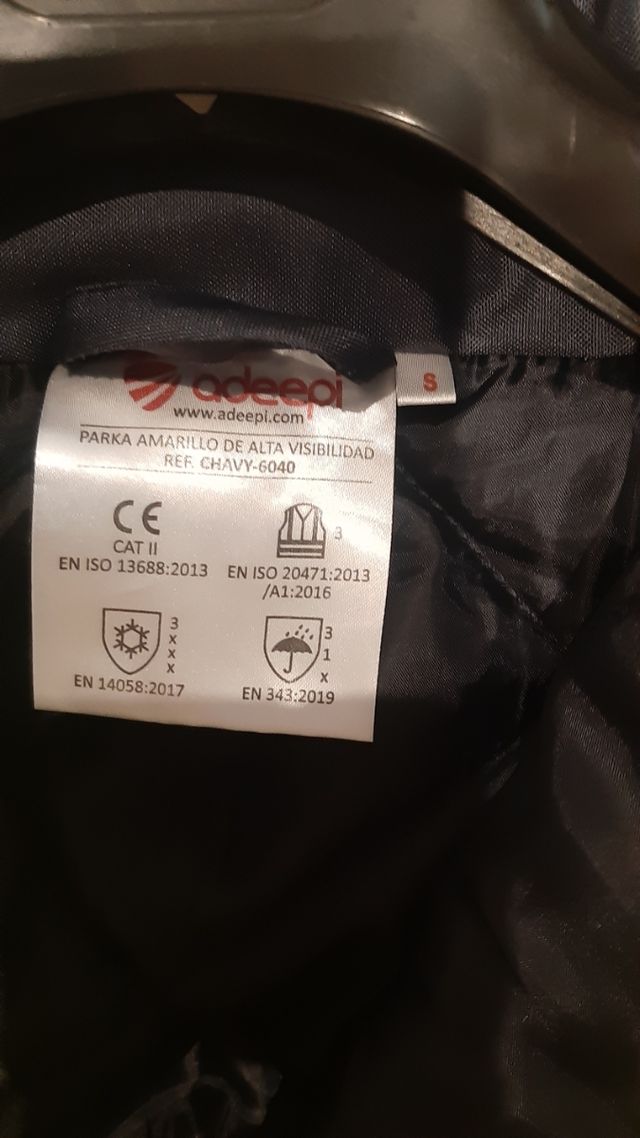 adeepi
S
www.adeepi.com
PARKA AMARILLO DE ALTA VISIBILIDAD
REF. CHAVY-6040
CE
CAT II
EN ISO 13688:2013
3
EN ISO 20471:2013
/A1:2016
3
x
x
x
EN 14058:2017
3
1
x
EN 343:2019